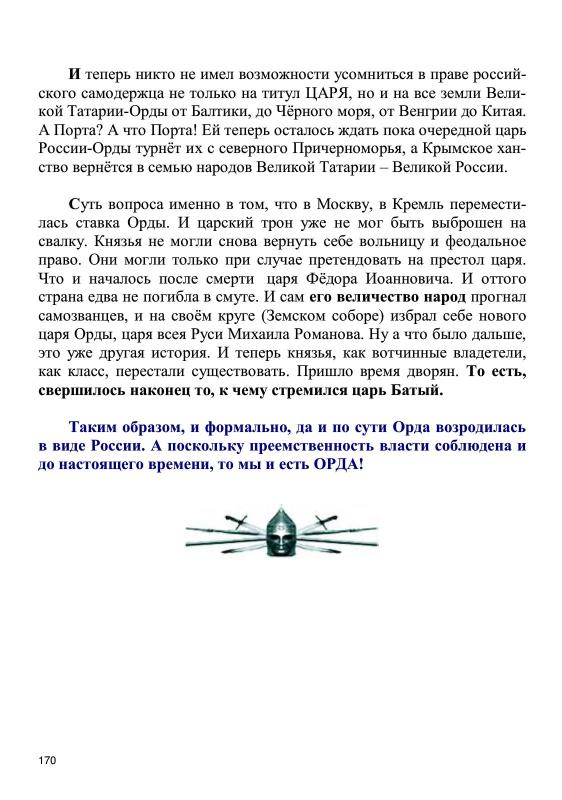 И теперь никто не имел возможности усомниться в праве россий-
ского самодержца не только на титул ЦАРЯ, но и на все земли Вели-
кой Татарии-Орды от Балтики, до Чёрного моря, от Венгрии до Китая.
А Порта? А что Порта! Ей теперь осталось ждать пока очередной царь
России-Орды турнёт их с северного Причерноморья, а Крымское хан-
ство вернётся в семью народов Великой Татарии – Великой России.
Суть вопроса именно в том, что в Москву, в Кремль перемести-
лась ставка Орды. И царский трон уже не мог быть выброшен на
свалку. Князья не могли снова вернуть себе вольницу и феодальное
право. Они могли только при случае претендовать на престол царя.
Что и началось после смерти царя Фёдора Иоанновича. И оттого
страна едва не погибла в смуте. И сам его величество народ прогнал
самозванцев, и на своём круге (Земском соборе) избрал себе нового
царя Орды, царя всея Руси Михаила Романова. Ну а что было дальше,
это уже другая история. И теперь князья, как вотчинные владетели,
как класс, перестали существовать. Пришло время дворян. То есть,
свершилось наконец то, к чему стремился царь Батый.
Таким образом, и формально, да и по сути Орда возродилась
в виде России. А поскольку преемственность власти соблюдена и
до настоящего времени, то мы и есть ОРДА!
170